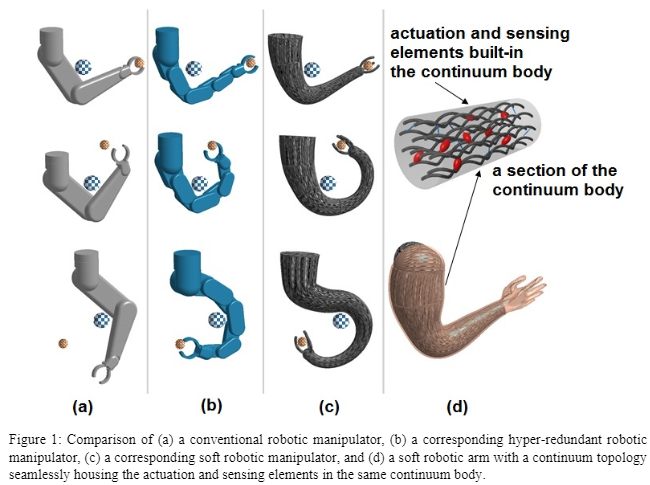 actuation and sensing
elements built-in
the continuum body
a section of the
continuum body
(a)
(b)
(c)
(d)
Figure 1: Comparison of (a) a conventional robotic manipulator, (b) a corresponding hyper-redundant robotic
manipulator, (c) a corresponding soft robotic manipulator, and (d) a soft robotic arm with a continuum topology
seamlessly housing the actuation and sensing elements in the same continuum body.